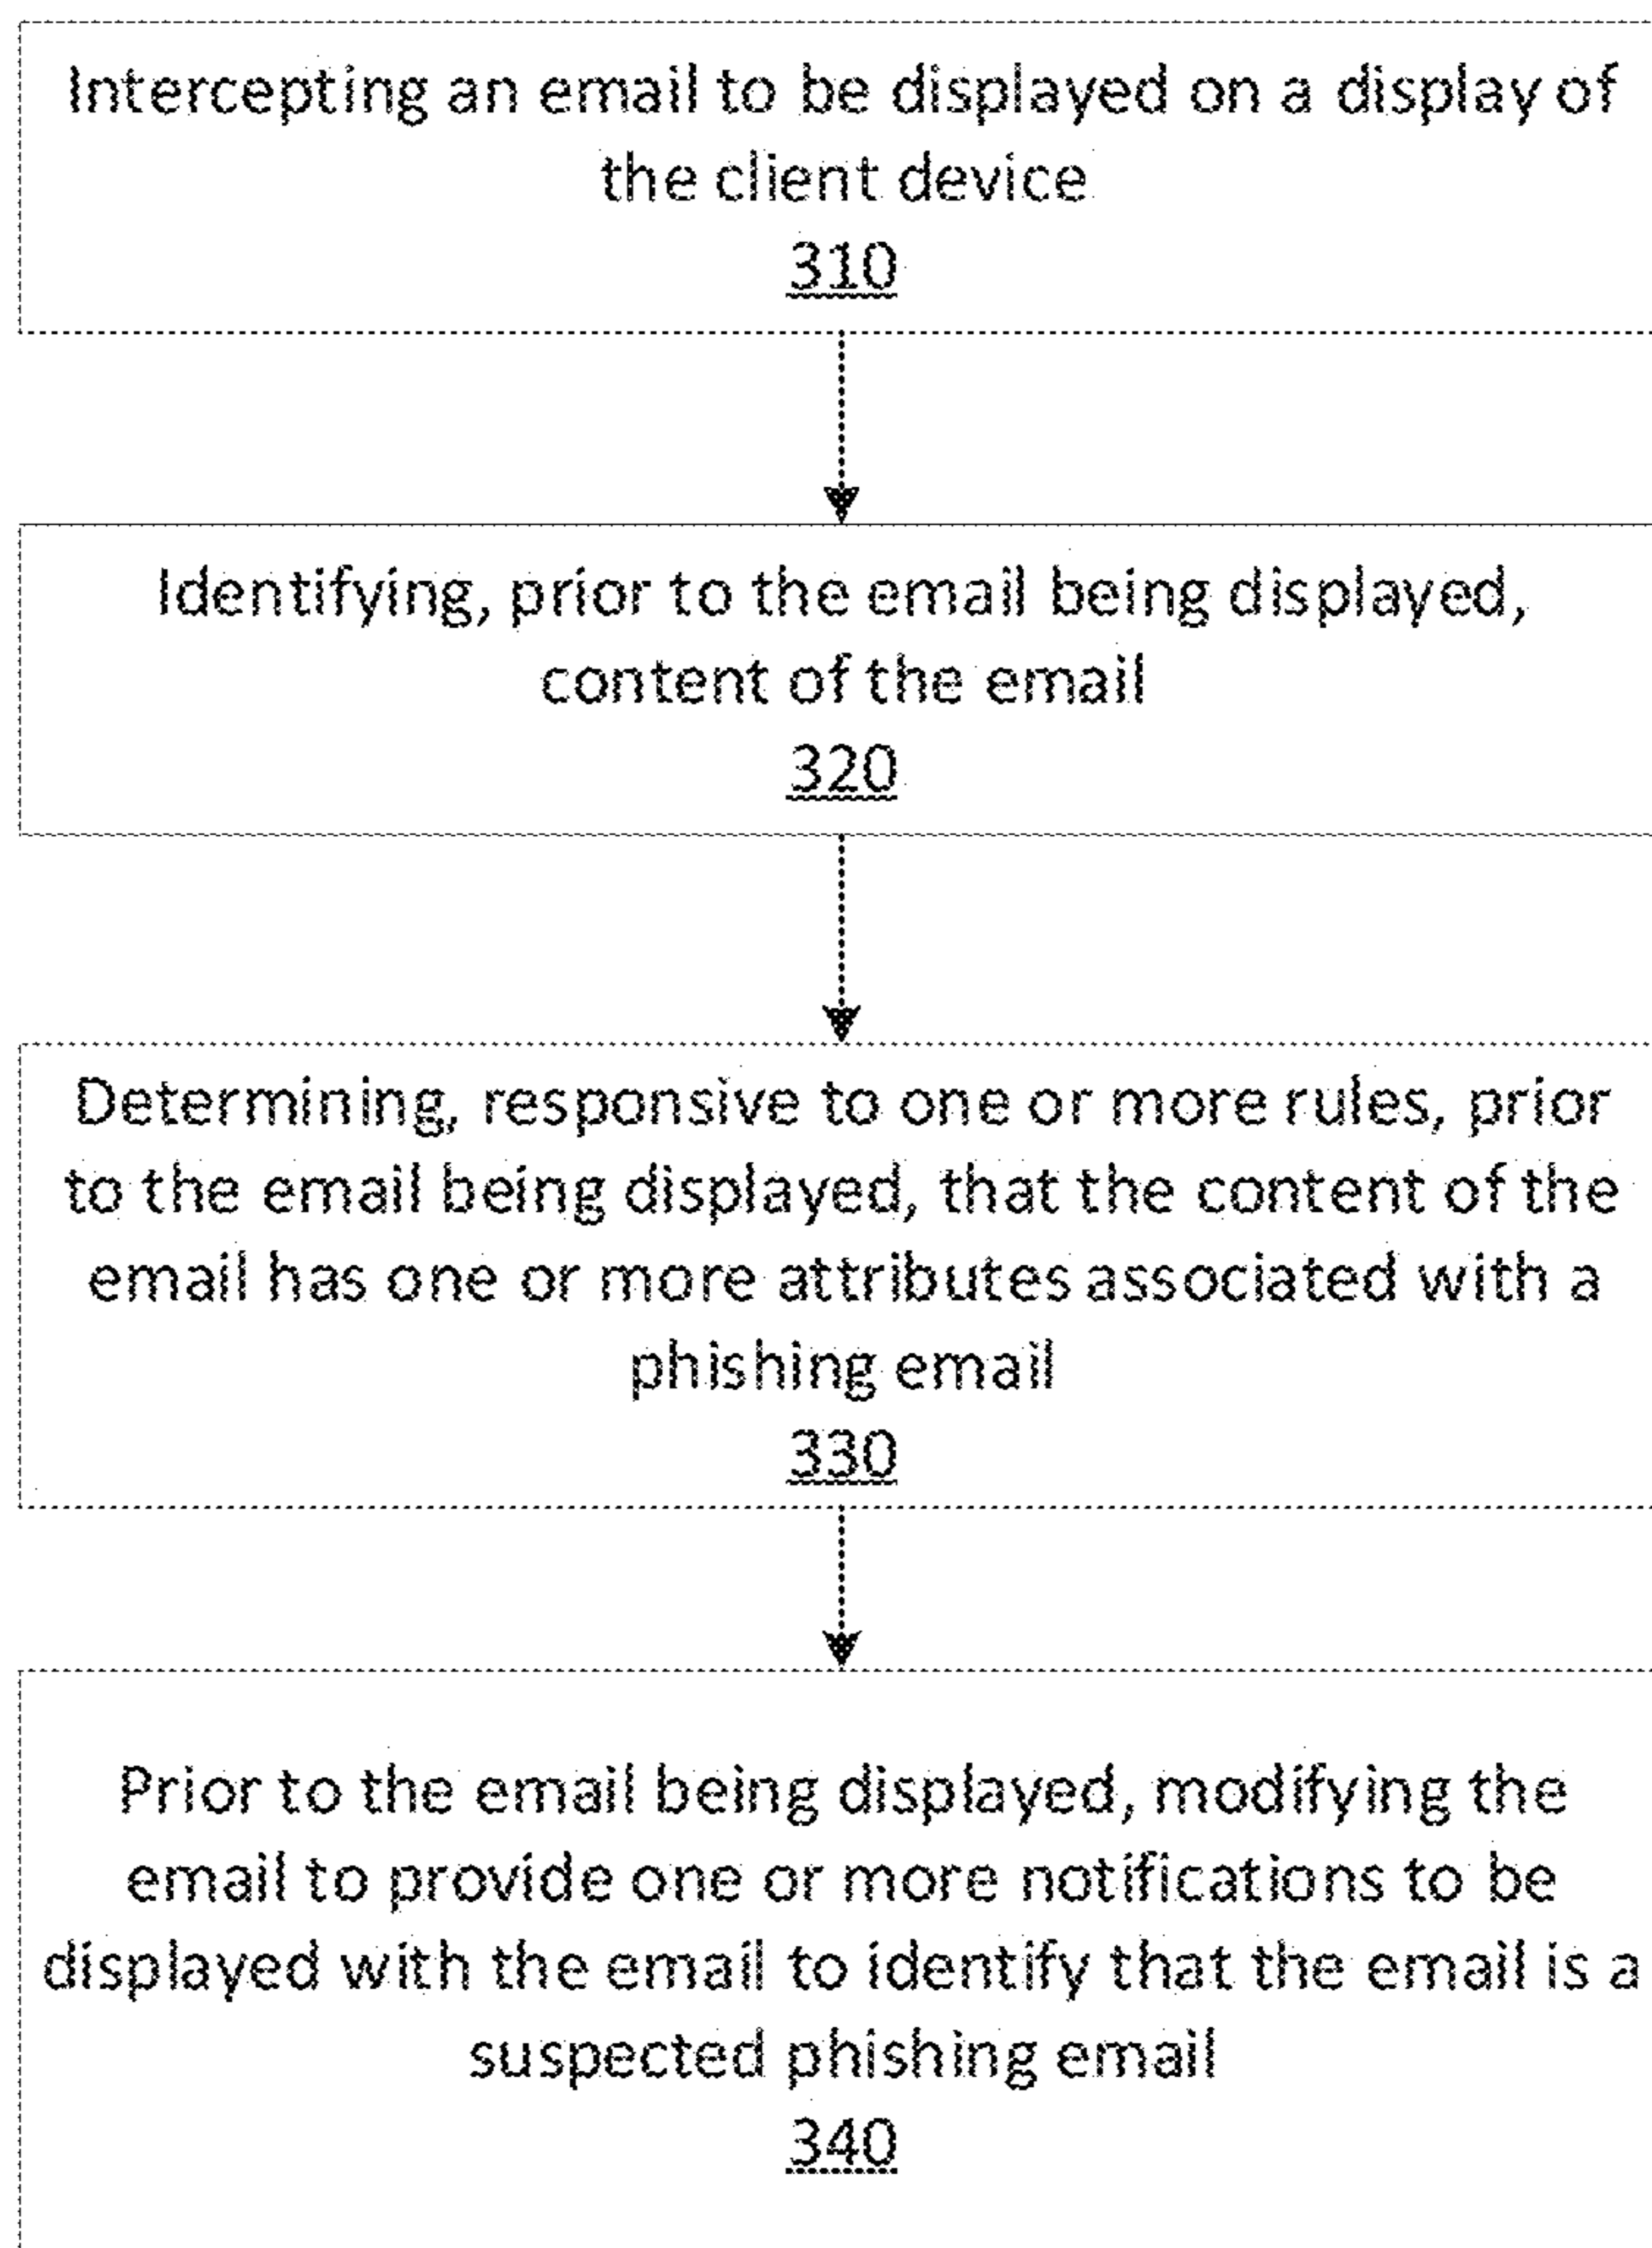 Intercepting an email to be displayed on a display of
the client device
310
Identifying, prior to the email being displayed,
content of the email
320
Determining, responsive to one or more rules, prior
to the email being displayed, that the content of the
email has one or more attributes associated with a
phishing email
330
Prior to the email being displayed, modifying the
email to provide one or more notifications to be
displayed with the email to identify that the email is a
suspected phishing email
340